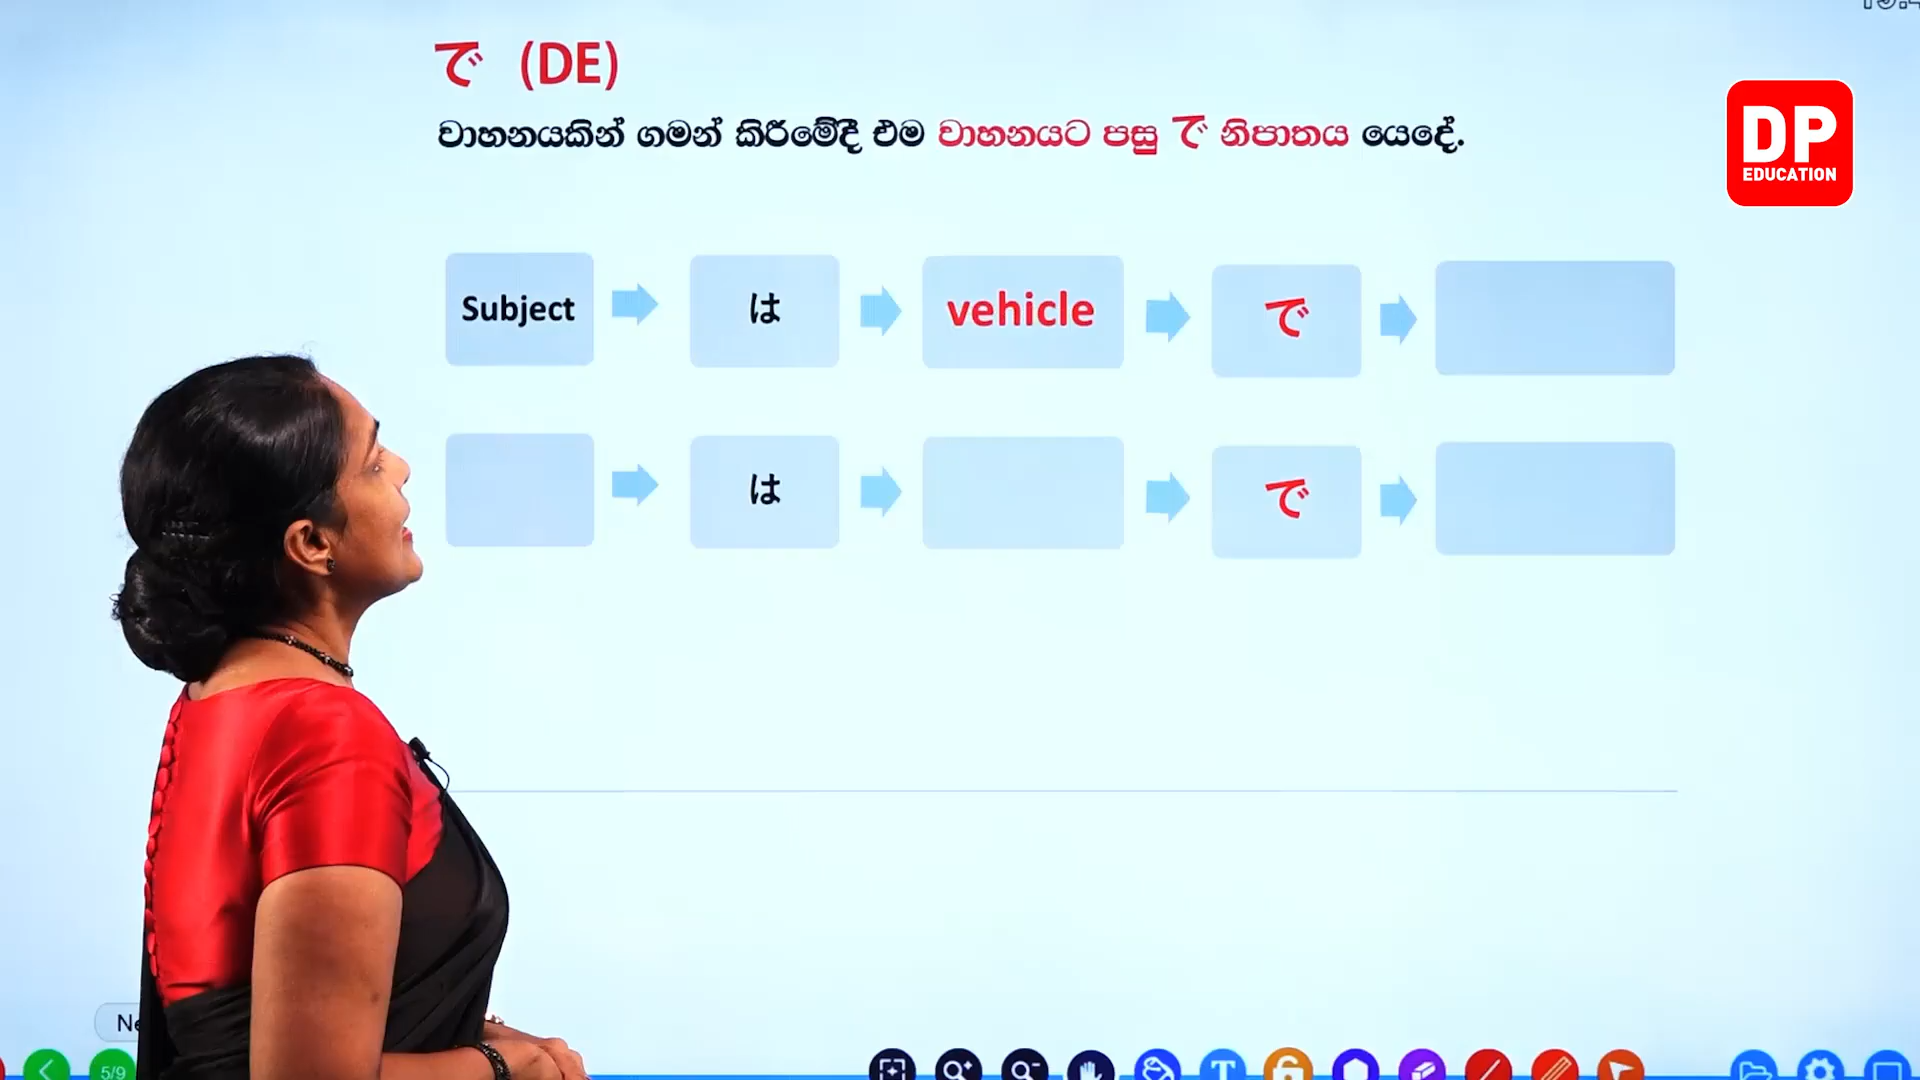 で (DE)
වාහනයකින් ගමන් කිරීමේදී එම වාහනයට පසු で නිපාතය යෙදේ.
DP
EDUCATION
Subject は vehicle で
は で
5/9